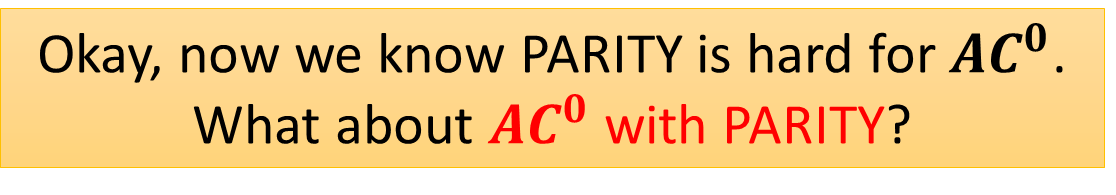 Okay, now we know PARITY is hard for AC⁰.
What about AC⁰ with PARITY?